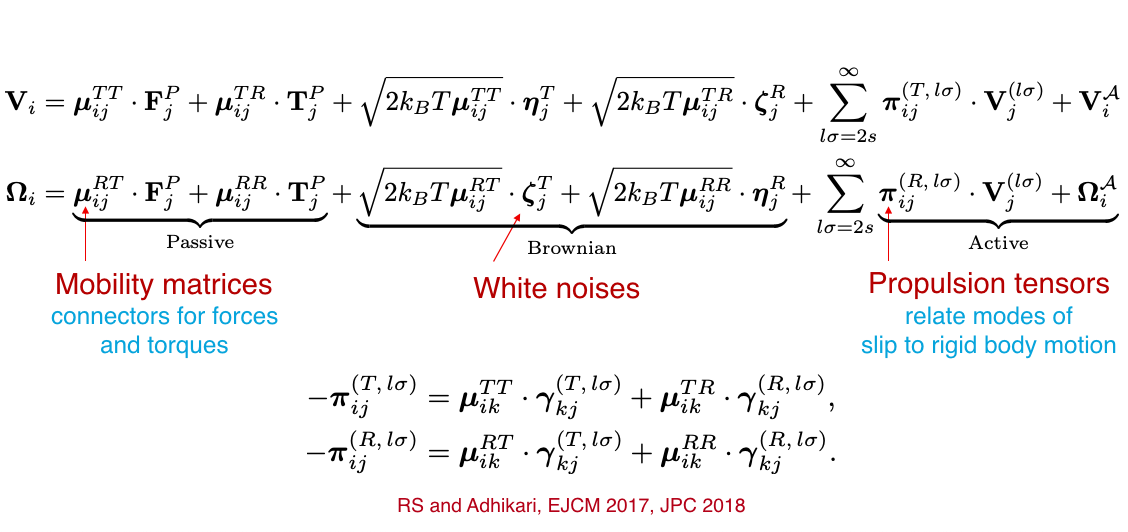 $\mathbf{V}_i = \boldsymbol{\mu}_{ij}^{TT} \cdot \mathbf{F}_j^P + \boldsymbol{\mu}_{ij}^{TR} \cdot \mathbf{T}_j^P + \sqrt{2k_BT\boldsymbol{\mu}_{ij}^{TT}} \cdot \boldsymbol{\eta}_j^T + \sqrt{2k_BT\boldsymbol{\mu}_{ij}^{TR}} \cdot \boldsymbol{\zeta}_j^R + \sum_{l\sigma=2s}^{\infty} \boldsymbol{\pi}_{ij}^{(T,l\sigma)} \cdot \mathbf{V}_j^{(l\sigma)} + \mathbf{V}_i^{\mathcal{A}}$
$\boldsymbol{\Omega}_i = \underbrace{\boldsymbol{\mu}_{ij}^{RT} \cdot \mathbf{F}_j^P + \boldsymbol{\mu}_{ij}^{RR} \cdot \mathbf{T}_j^P} + \underbrace{\sqrt{2k_BT\boldsymbol{\mu}_{ij}^{RT}} \cdot \boldsymbol{\zeta}_j^T + \sqrt{2k_BT\boldsymbol{\mu}_{ij}^{RR}} \cdot \boldsymbol{\eta}_j^R} + \sum_{l\sigma=2s}^{\infty} \underbrace{\boldsymbol{\pi}_{ij}^{(R,l\sigma)} \cdot \mathbf{V}_j^{(l\sigma)} + \boldsymbol{\Omega}_i^{\mathcal{A}}}$
Passive
Brownian
Active
Mobility matrices
connectors for forces
and torques
White noises
Propulsion tensors
relate modes of
slip to rigid body motion
$-\boldsymbol{\pi}_{ij}^{(T,l\sigma)} = \boldsymbol{\mu}_{ik}^{TT} \cdot \boldsymbol{\gamma}_{kj}^{(T,l\sigma)} + \boldsymbol{\mu}_{ik}^{TR} \cdot \boldsymbol{\gamma}_{kj}^{(R,l\sigma)},$
$-\boldsymbol{\pi}_{ij}^{(R,l\sigma)} = \boldsymbol{\mu}_{ik}^{RT} \cdot \boldsymbol{\gamma}_{kj}^{(T,l\sigma)} + \boldsymbol{\mu}_{ik}^{RR} \cdot \boldsymbol{\gamma}_{kj}^{(R,l\sigma)}.$
RS and Adhikari, EJCM 2017, JPC 2018